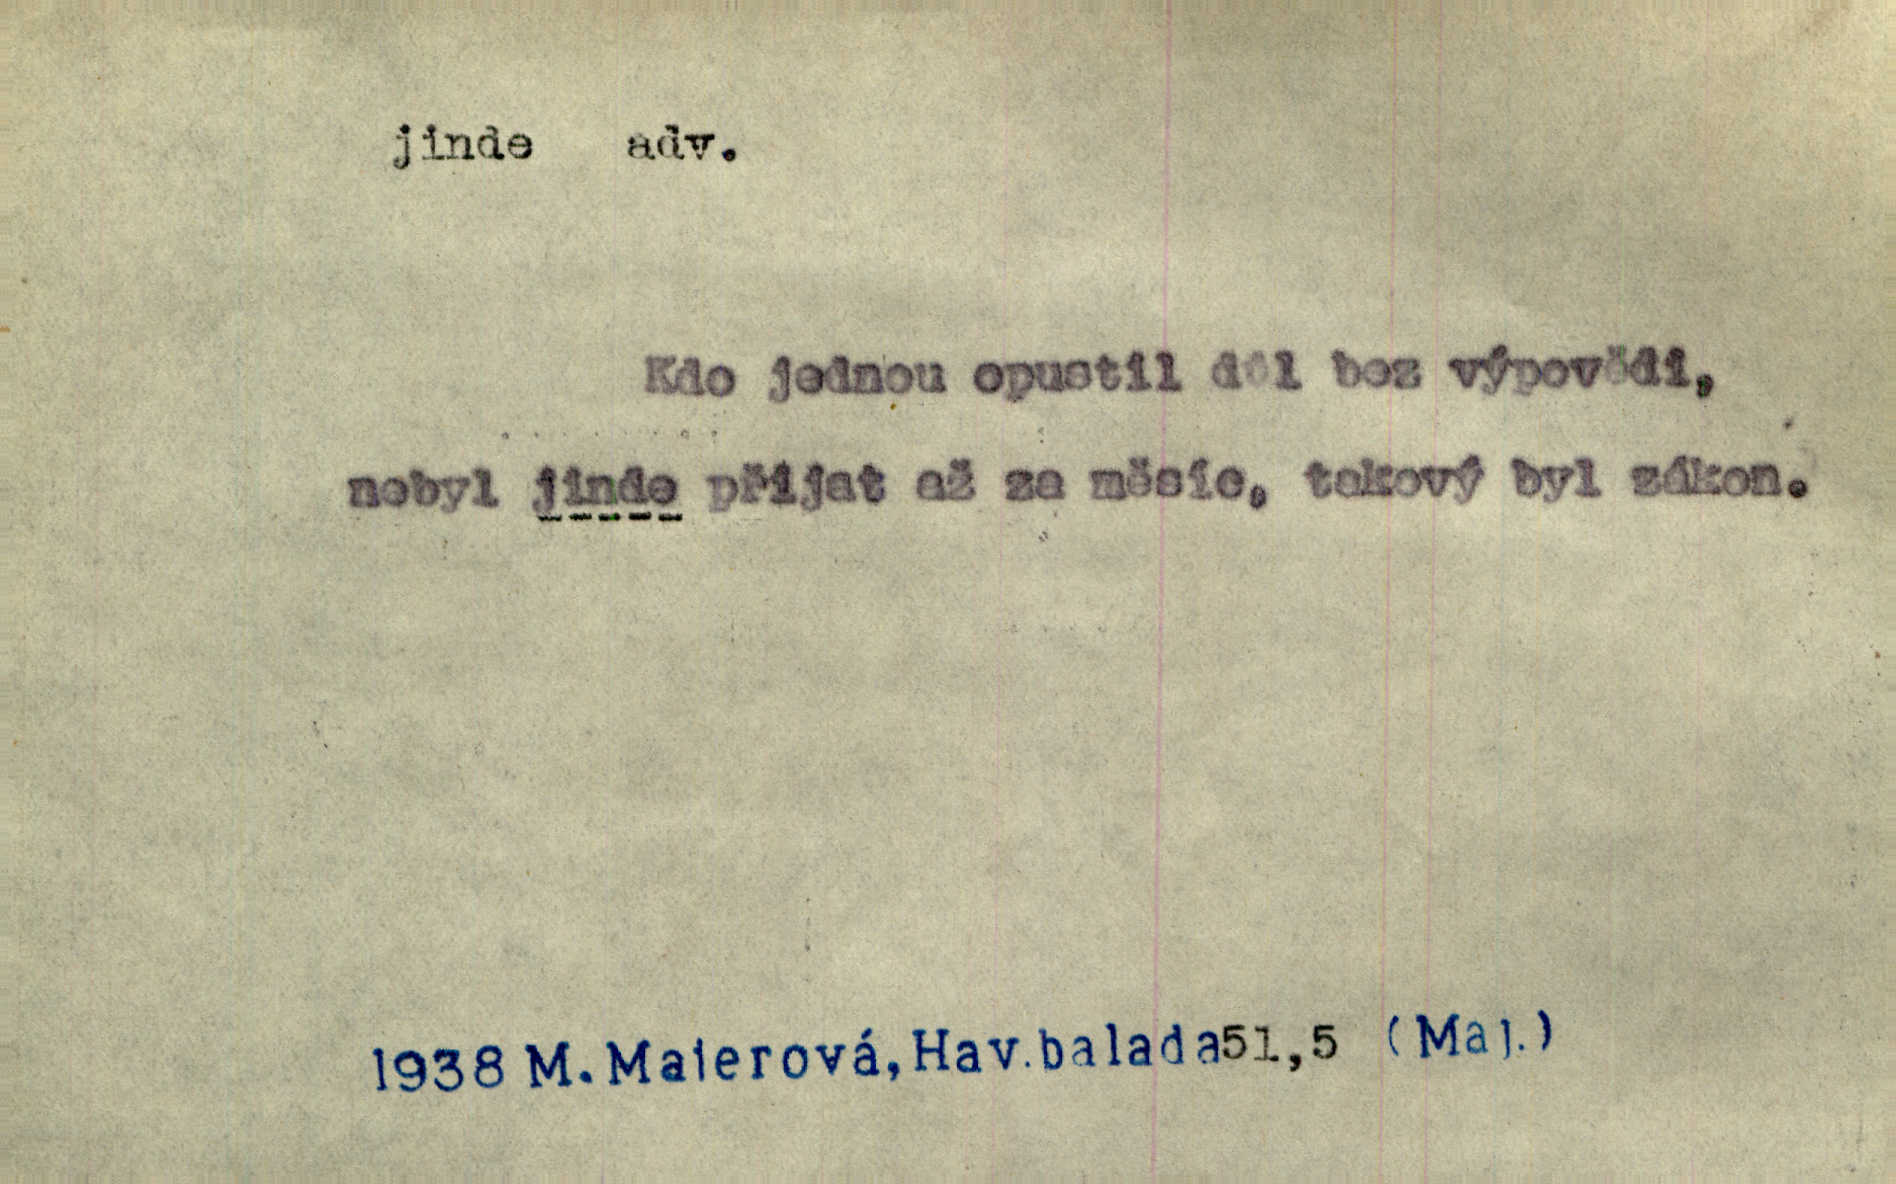 jinde adv.
Kdo jednou opustil důl bez výpovědi,
nebyl jinde přijat až za měsíc, takový byl zákon.
1938 M. Majerová, Hav. balada 51,5 (Maj.)